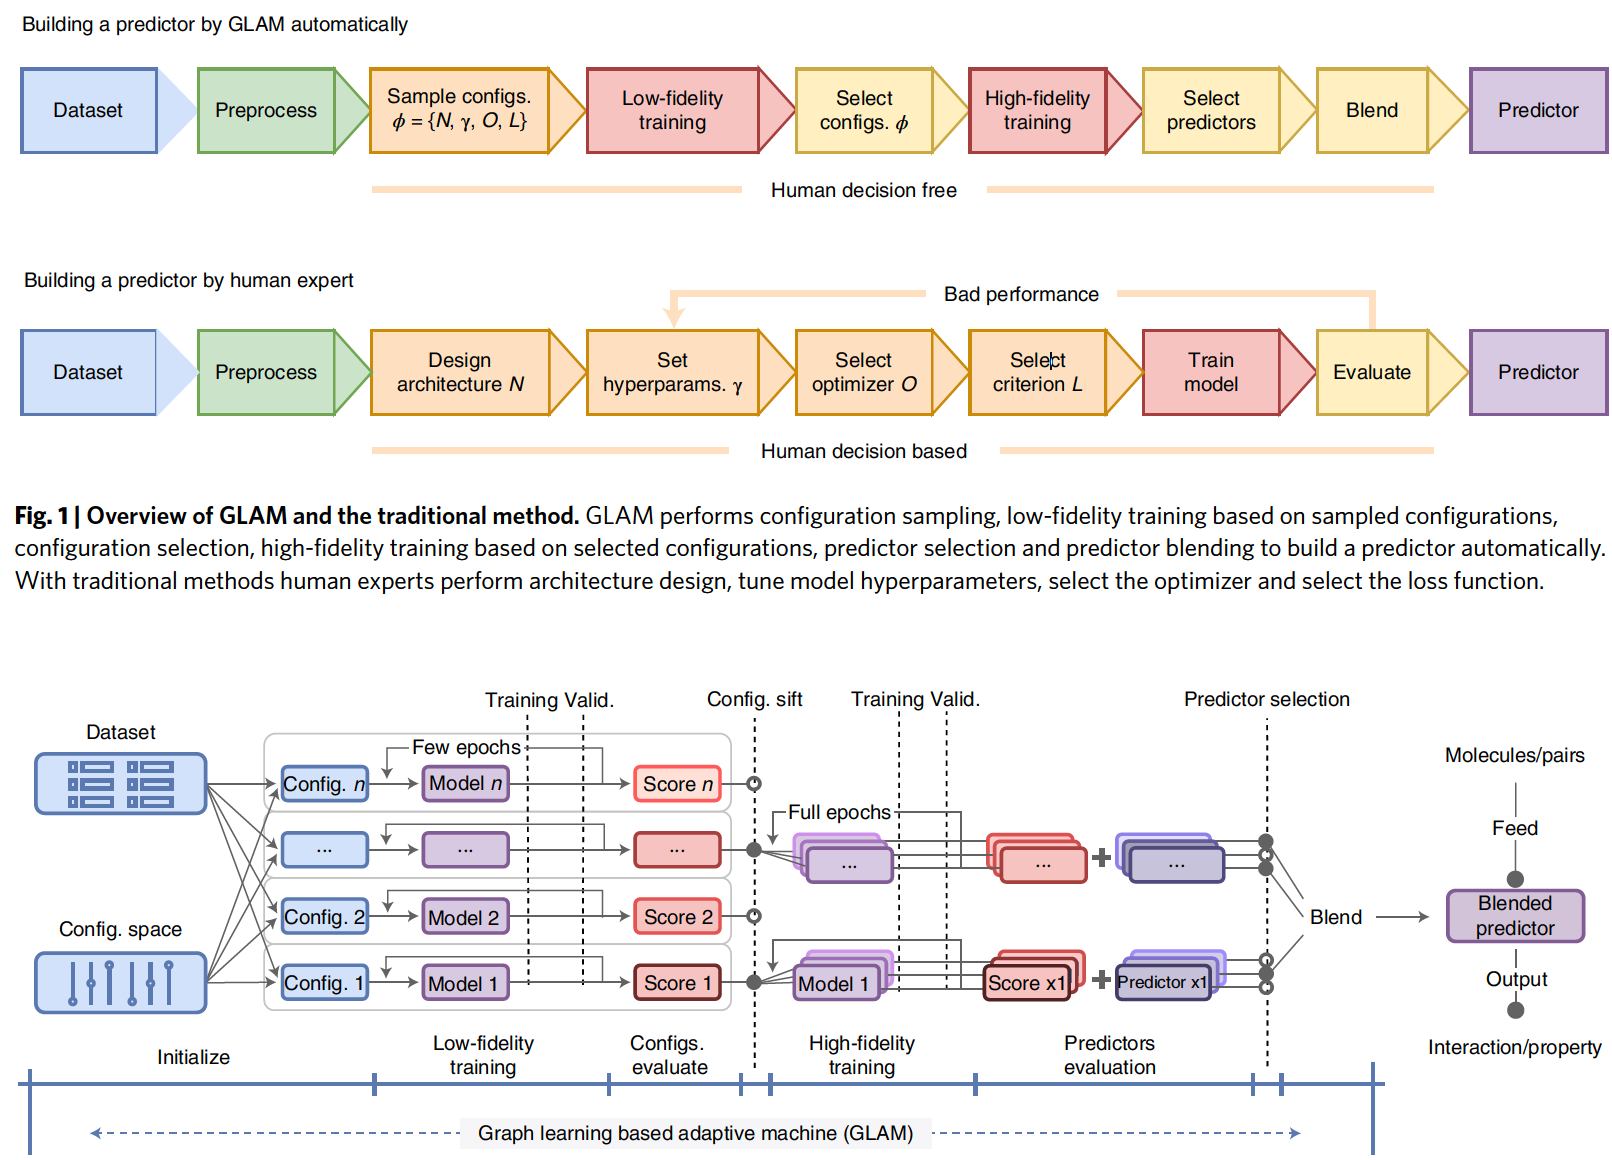 Building a predictor by GLAM automatically
Dataset
Preprocess
Sample configs.
ϕ = {N, γ, O, L}
Low-fidelity
training
Select
configs. ϕ
High-fidelity
training
Select
predictors
Blend
Predictor
Human decision free
Building a predictor by human expert
Bad performance
Dataset
Preprocess
Design
architecture N
Set
hyperparams. γ
Select
optimizer O
Select
criterion L
Train
model
Evaluate
Predictor
Human decision based
Fig. 1 | Overview of GLAM and the traditional method. GLAM performs configuration sampling, low-fidelity training based on sampled configurations,
configuration selection, high-fidelity training based on selected configurations, predictor selection and predictor blending to build a predictor automatically.
With traditional methods human experts perform architecture design, tune model hyperparameters, select the optimizer and select the loss function.
Training Valid.
Config. sift
Training Valid.
Predictor selection
Dataset
Few epochs
Molecules/pairs
Config. n
Model n
Score n
Full epochs
Feed
...
...
...
...
...
+
...
Config. space
Config. 2
Model 2
Score 2
Blend
Blended
predictor
Config. 1
Model 1
Score 1
Model 1
Score x1
+
Predictor x1
Output
Initialize
Low-fidelity
training
Configs.
evaluate
High-fidelity
training
Predictors
evaluation
Interaction/property
Graph learning based adaptive machine (GLAM)